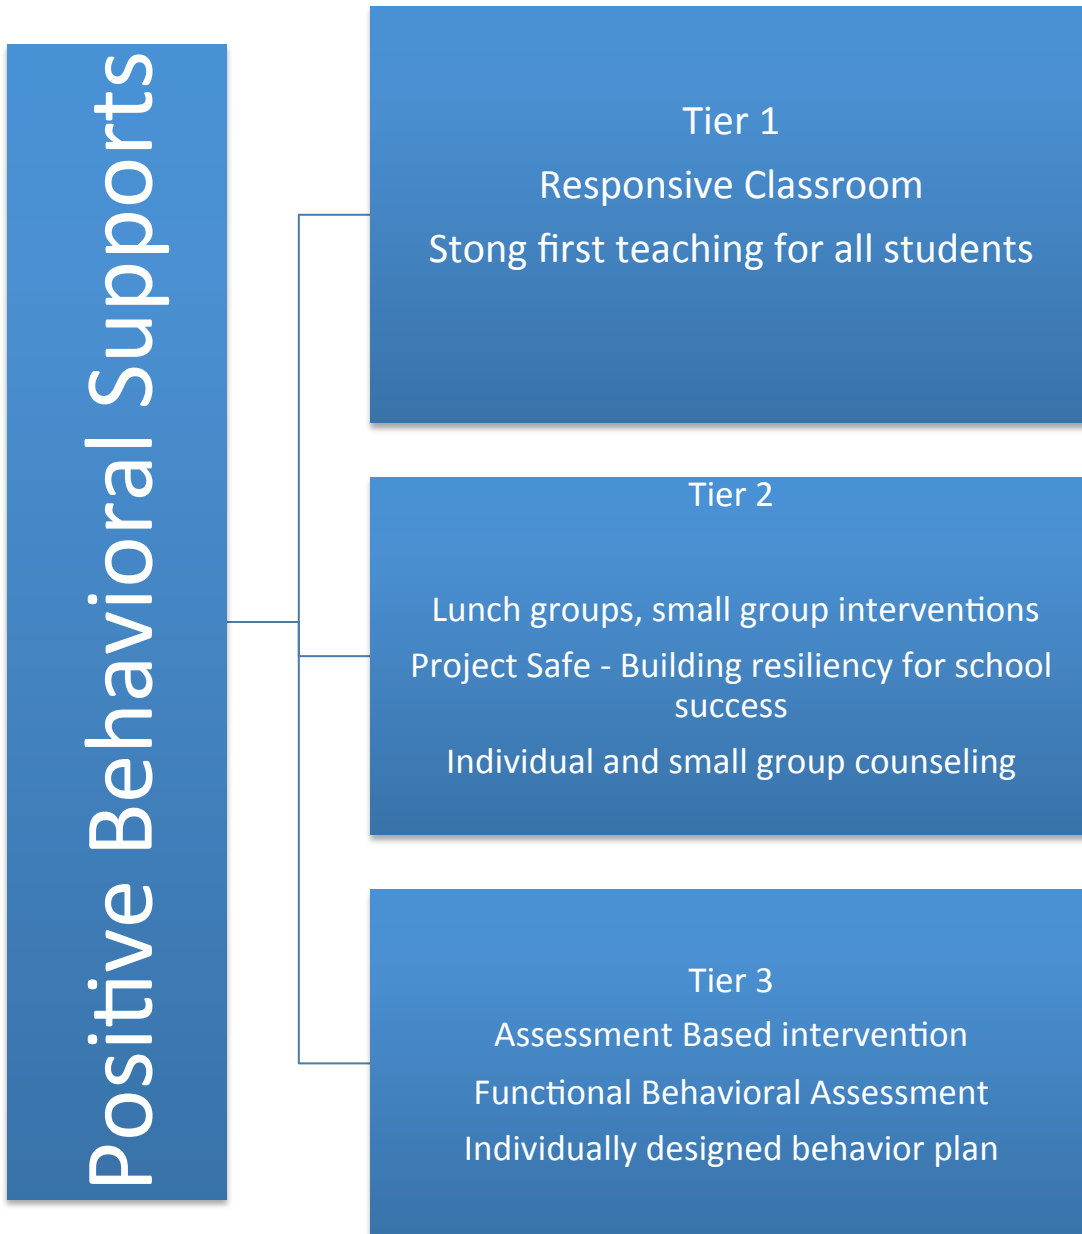 Positive Behavioral Supports
Tier 1
Responsive Classroom
Stong first teaching for all students
Tier 2
Lunch groups, small group interventions
Project Safe - Building resiliency for school
success
Individual and small group counseling
Tier 3
Assessment Based intervention
Functional Behavioral Assessment
Individually designed behavior plan